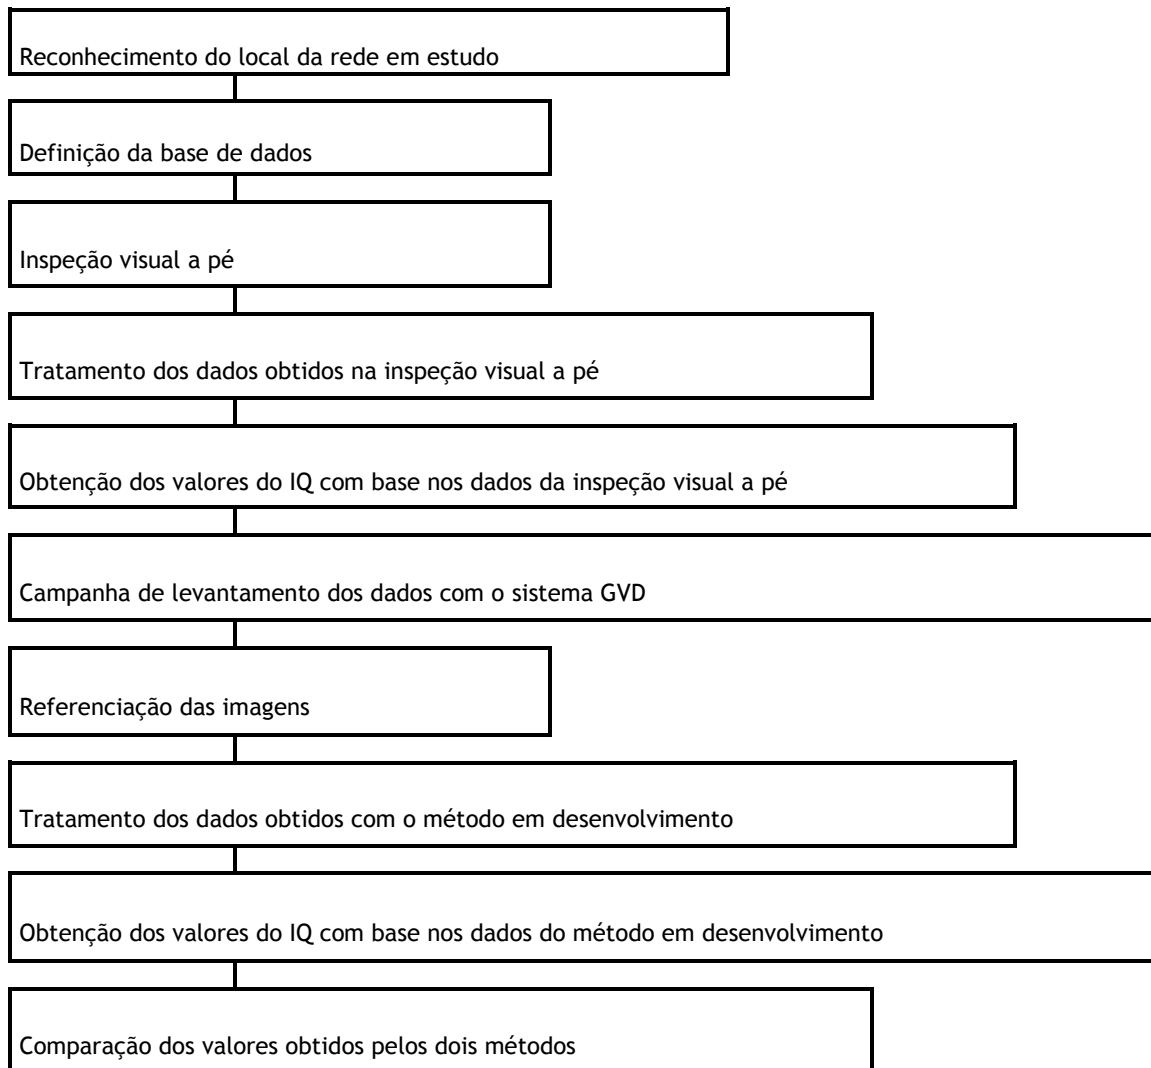 Reconhecimento do local da rede em estudo
Definição da base de dados
Inspeção visual a pé
Tratamento dos dados obtidos na inspeção visual a pé
Obtenção dos valores do IQ com base nos dados da inspeção visual a pé
Campanha de levantamento dos dados com o sistema GVD
Referenciação das imagens
Tratamento dos dados obtidos com o método em desenvolvimento
Obtenção dos valores do IQ com base nos dados do método em desenvolvimento
Comparação dos valores obtidos pelos dois métodos